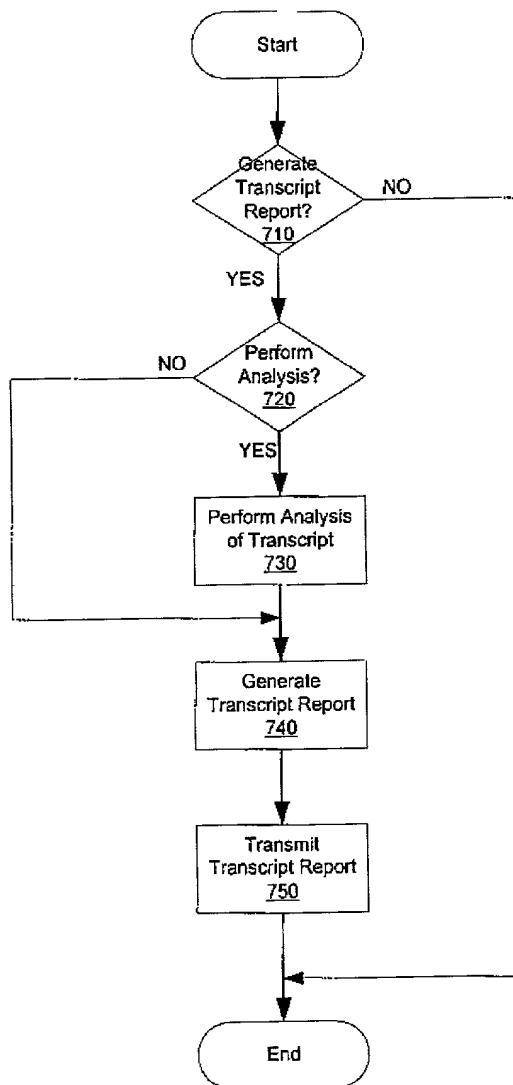 Start
Generate
Transcript
Report?
710
NO
YES
NO
Perform
Analysis?
720
YES
Perform Analysis
of Transcript
730
Generate
Transcript Report
740
Transmit
Transcript Report
750
End